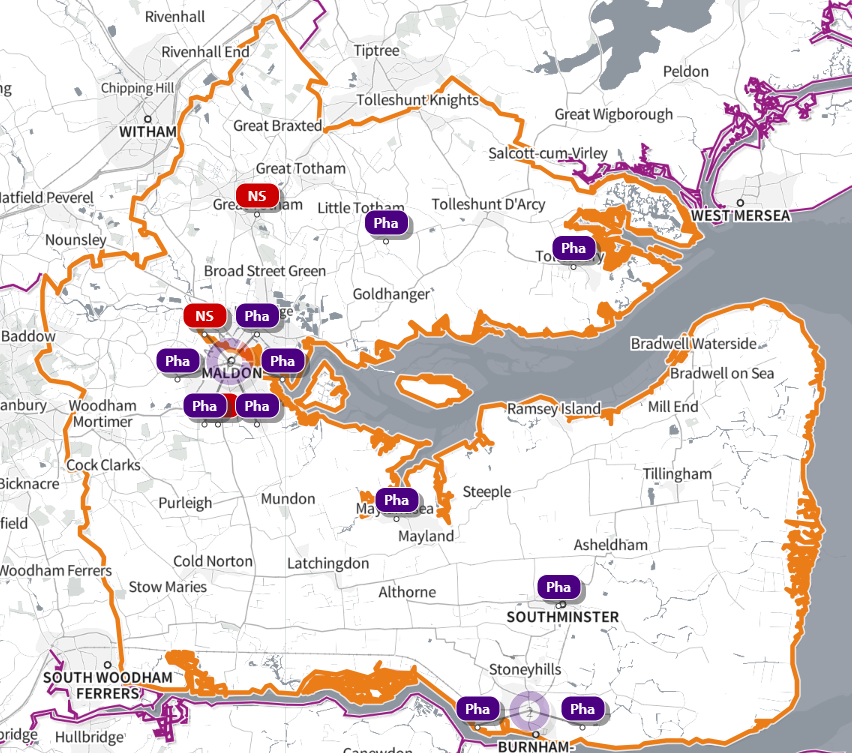 Rivenhall
Rivenhall End
Tiptree
Peldon
Chipping Hill
Tolleshunt Knights
Great Wigborough
WITHAM
Great Braxted
Salcott-cum-Virley
Great Totham
Hatfield Peverel
NS
Little Totham
Tolleshunt D'Arcy
WEST MERSEA
Pha
Nounsley
Pha
Broad Street Green
Goldhanger
NS
Pha
Baddow
Bradwell Waterside
Pha
Pha
MALDON
Bradwell on Sea
Woodham
Mortimer
Pha
Pha
Ramsey Island
Mill End
Cock Clarks
Bicknacre
Tillingham
Purleigh
Mundon
Pha
Steeple
Mayland
Asheldham
Cold Norton
Latchingdon
Woodham Ferrers
Stow Maries
Althorne
Pha
SOUTHMINSTER
SOUTH WOODHAM
FERRERS
Stoneyhills
Pha
Pha
Hullbridge
BURNHAM-